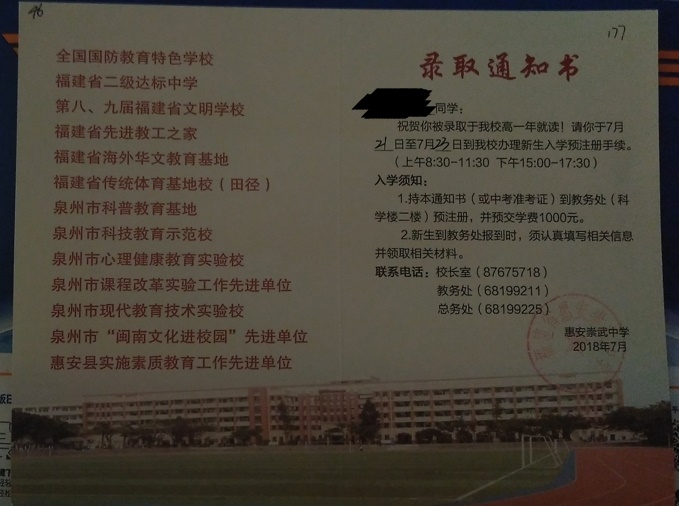 46
177
全国国防教育特色学校
福建省二级达标中学
第八、九届福建省文明学校
福建省先进教工之家
福建省海外华文教育基地
福建省传统体育基地校（田径）
泉州市科普教育基地
泉州市科技教育示范校
泉州市心理健康教育实验校
泉州市课程改革实验工作先进单位
泉州市现代教育技术实验校
泉州市“闽南文化进校园”先进单位
惠安县实施素质教育工作先进单位
录取通知书
同学：
祝贺你被录取于我校高一年就读！请你于7月
21日至7月23日到我校办理新生入学预注册手续。
（上午8:30-11:30 下午15:00-17:30）
入学须知：
1.持本通知书（或中考准考证）到教务处（科
学楼二楼）预注册，并预交学费1000元。
2.新生到教务处报到时，须认真填写相关信息
并领取相关材料。
联系电话：校长室（87675718）
教务处（68199211）
总务处（68199225）
惠安崇武中学
2018年7月